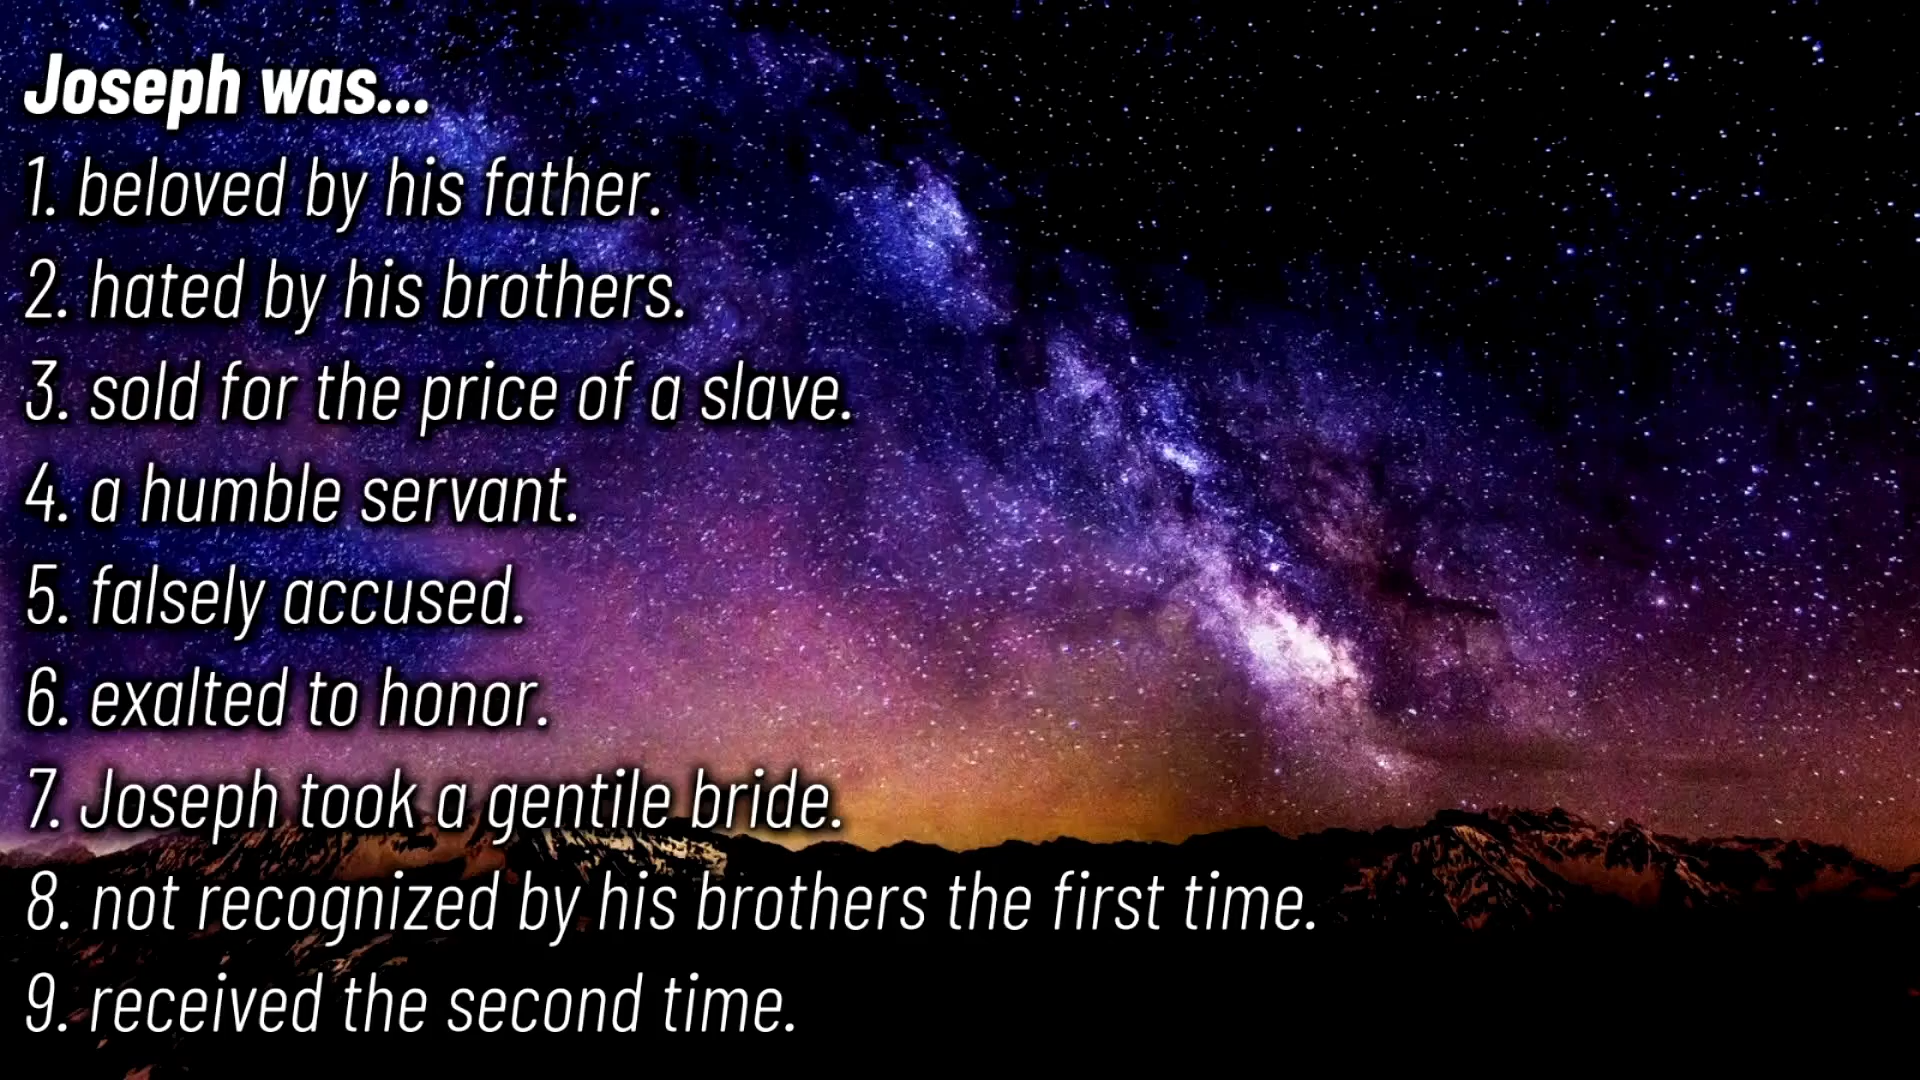 Joseph was...
1. beloved by his father.
2. hated by his brothers.
3. sold for the price of a slave.
4. a humble servant.
5. falsely accused.
6. exalted to honor.
7. Joseph took a gentile bride.
8. not recognized by his brothers the first time.
9. received the second time.